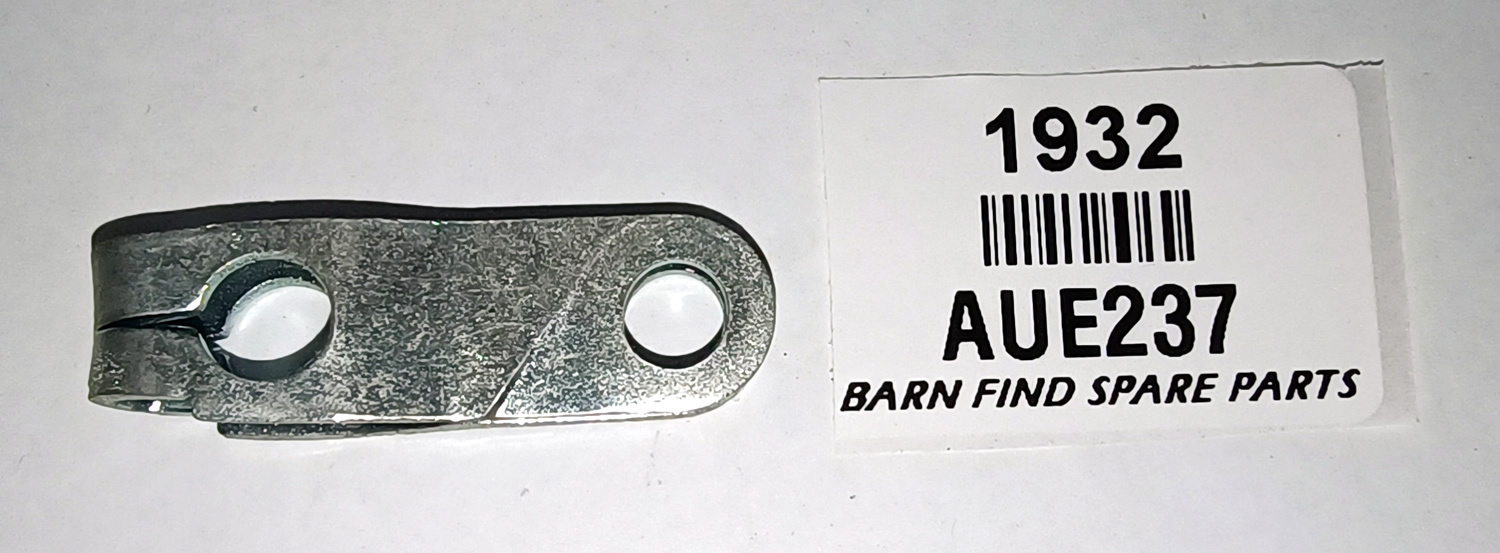 1932
AUE237
BARN FIND SPARE PARTS